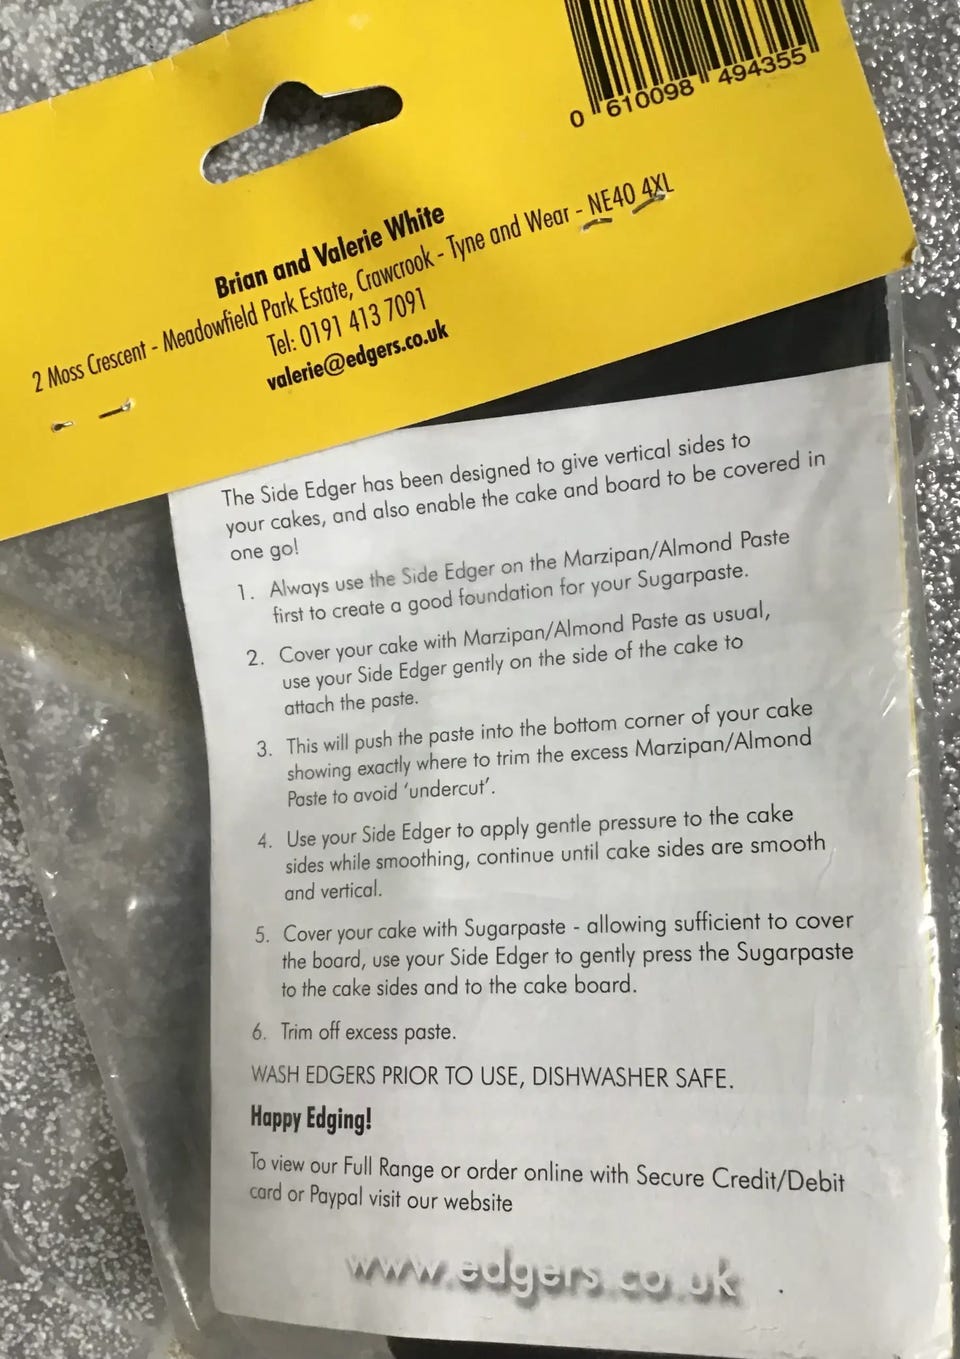 0 610098 494355
Brian and Valerie White
2 Moss Crescent - Meadowfield Park Estate, Crawcrook - Tyne and Wear - NE40 4XL
Tel: 0191 413 7091
valerie@edgers.co.uk
The Side Edger has been designed to give vertical sides to
your cakes, and also enable the cake and board to be covered in
one go!
1. Always use the Side Edger on the Marzipan/Almond Paste
first to create a good foundation for your Sugarpaste.
2. Cover your cake with Marzipan/Almond Paste as usual,
use your Side Edger gently on the side of the cake to
attach the paste.
3. This will push the paste into the bottom corner of your cake
showing exactly where to trim the excess Marzipan/Almond
Paste to avoid ‘undercut’.
4. Use your Side Edger to apply gentle pressure to the cake
sides while smoothing, continue until cake sides are smooth
and vertical.
5. Cover your cake with Sugarpaste - allowing sufficient to cover
the board, use your Side Edger to gently press the Sugarpaste
to the cake sides and to the cake board.
6. Trim off excess paste.
WASH EDGERS PRIOR TO USE, DISHWASHER SAFE.
Happy Edging!
To view our Full Range or order online with Secure Credit/Debit
card or Paypal visit our website
www.edgers.co.uk